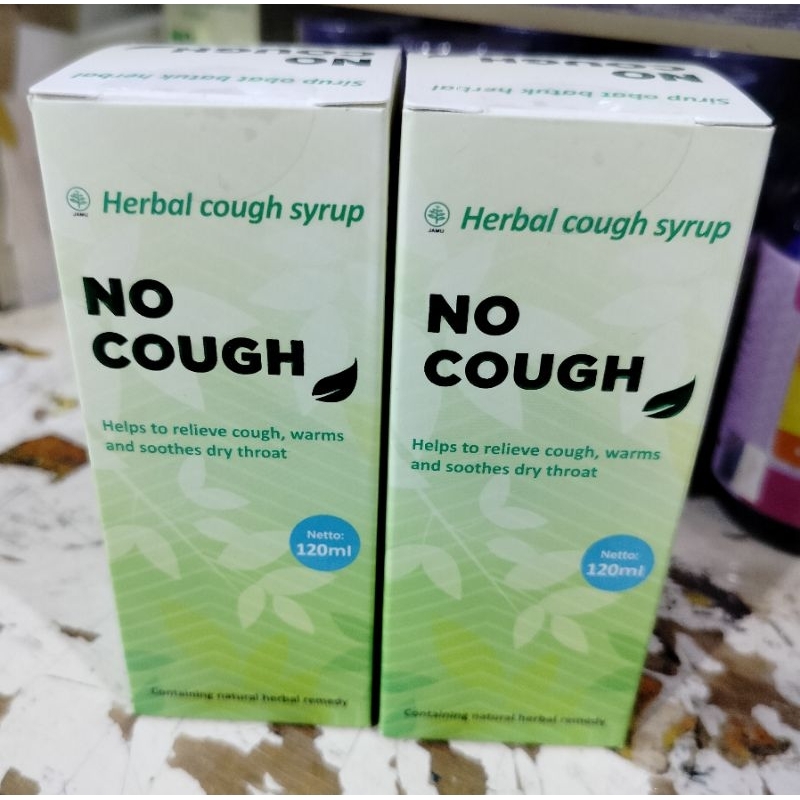 NO
COUGH
Sirup obat batuk herbal
JAMU
Herbal cough syrup
NO
COUGH
Helps to relieve cough, warms
and soothes dry throat
Netto:
120ml
Containing natural herbal remedy
NO
COUGH
Sirup obat batuk herbal
JAMU
Herbal cough syrup
NO
COUGH
Helps to relieve cough, warms
and soothes dry throat
Netto:
120ml
Containing natural herbal remedy